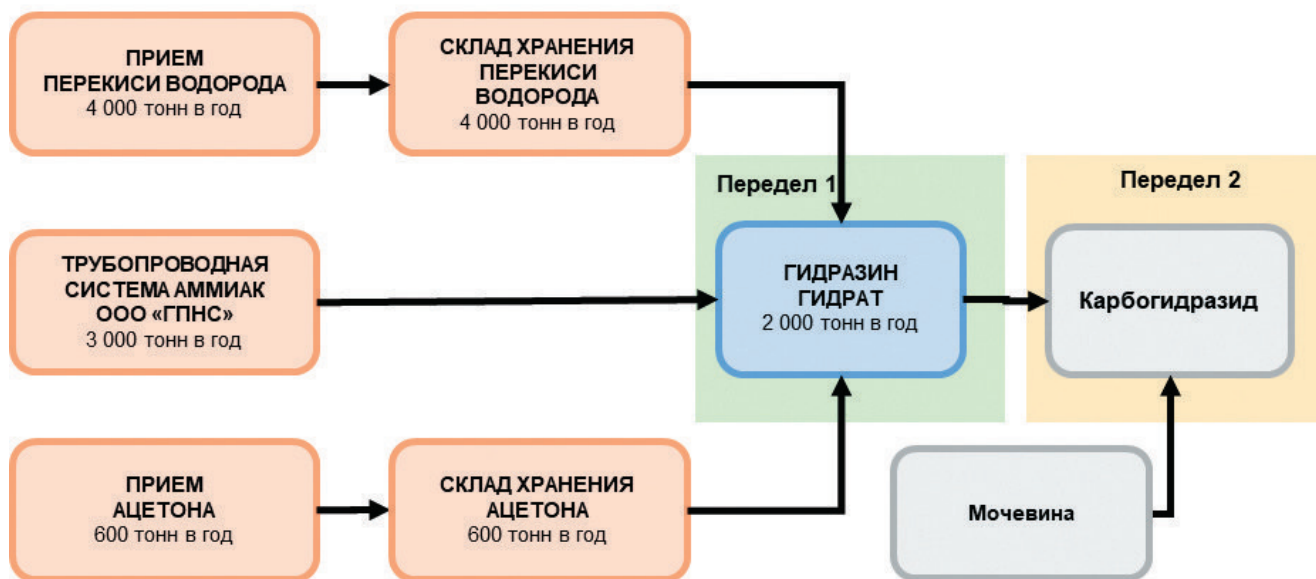 ПРИЕМ
ПЕРЕКИСИ ВОДОРОДА
4 000 тонн в год
СКЛАД ХРАНЕНИЯ
ПЕРЕКИСИ
ВОДОРОДА
4 000 тонн в год
Передел 1
Передел 2
ТРУБОПРОВОДНАЯ
СИСТЕМА АММИАК
ООО «ГПНС»
3 000 тонн в год
ГИДРАЗИН
ГИДРАТ
2 000 тонн в год
Карбогидразид
ПРИЕМ
АЦЕТОНА
600 тонн в год
СКЛАД ХРАНЕНИЯ
АЦЕТОНА
600 тонн в год
Мочевина